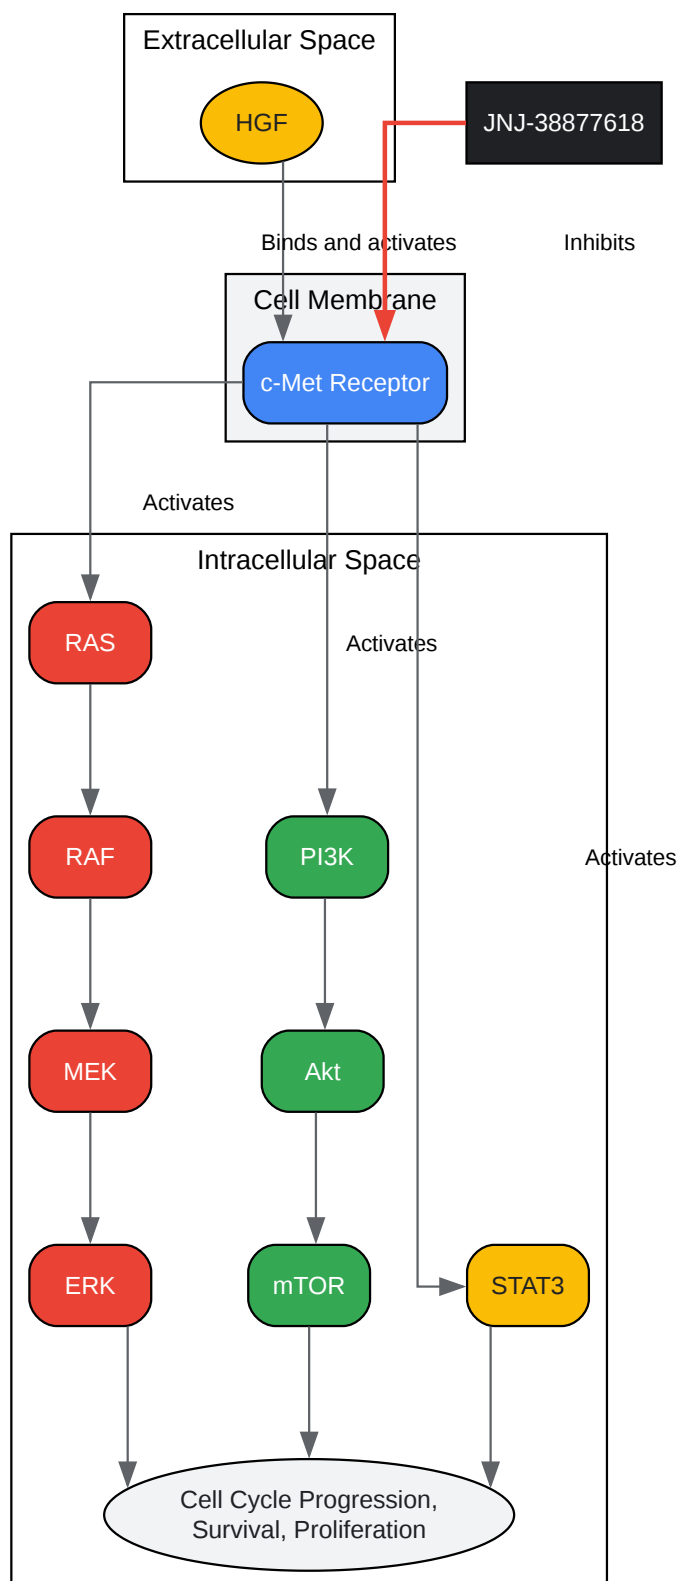 Extracellular Space
HGF
JNJ-38877618
Binds and activates
Inhibits
Cell Membrane
c-Met Receptor
Activates
Intracellular Space
RAS
Activates
RAF
PI3K
Activates
MEK
Akt
ERK
mTOR
STAT3
Cell Cycle Progression,
Survival, Proliferation